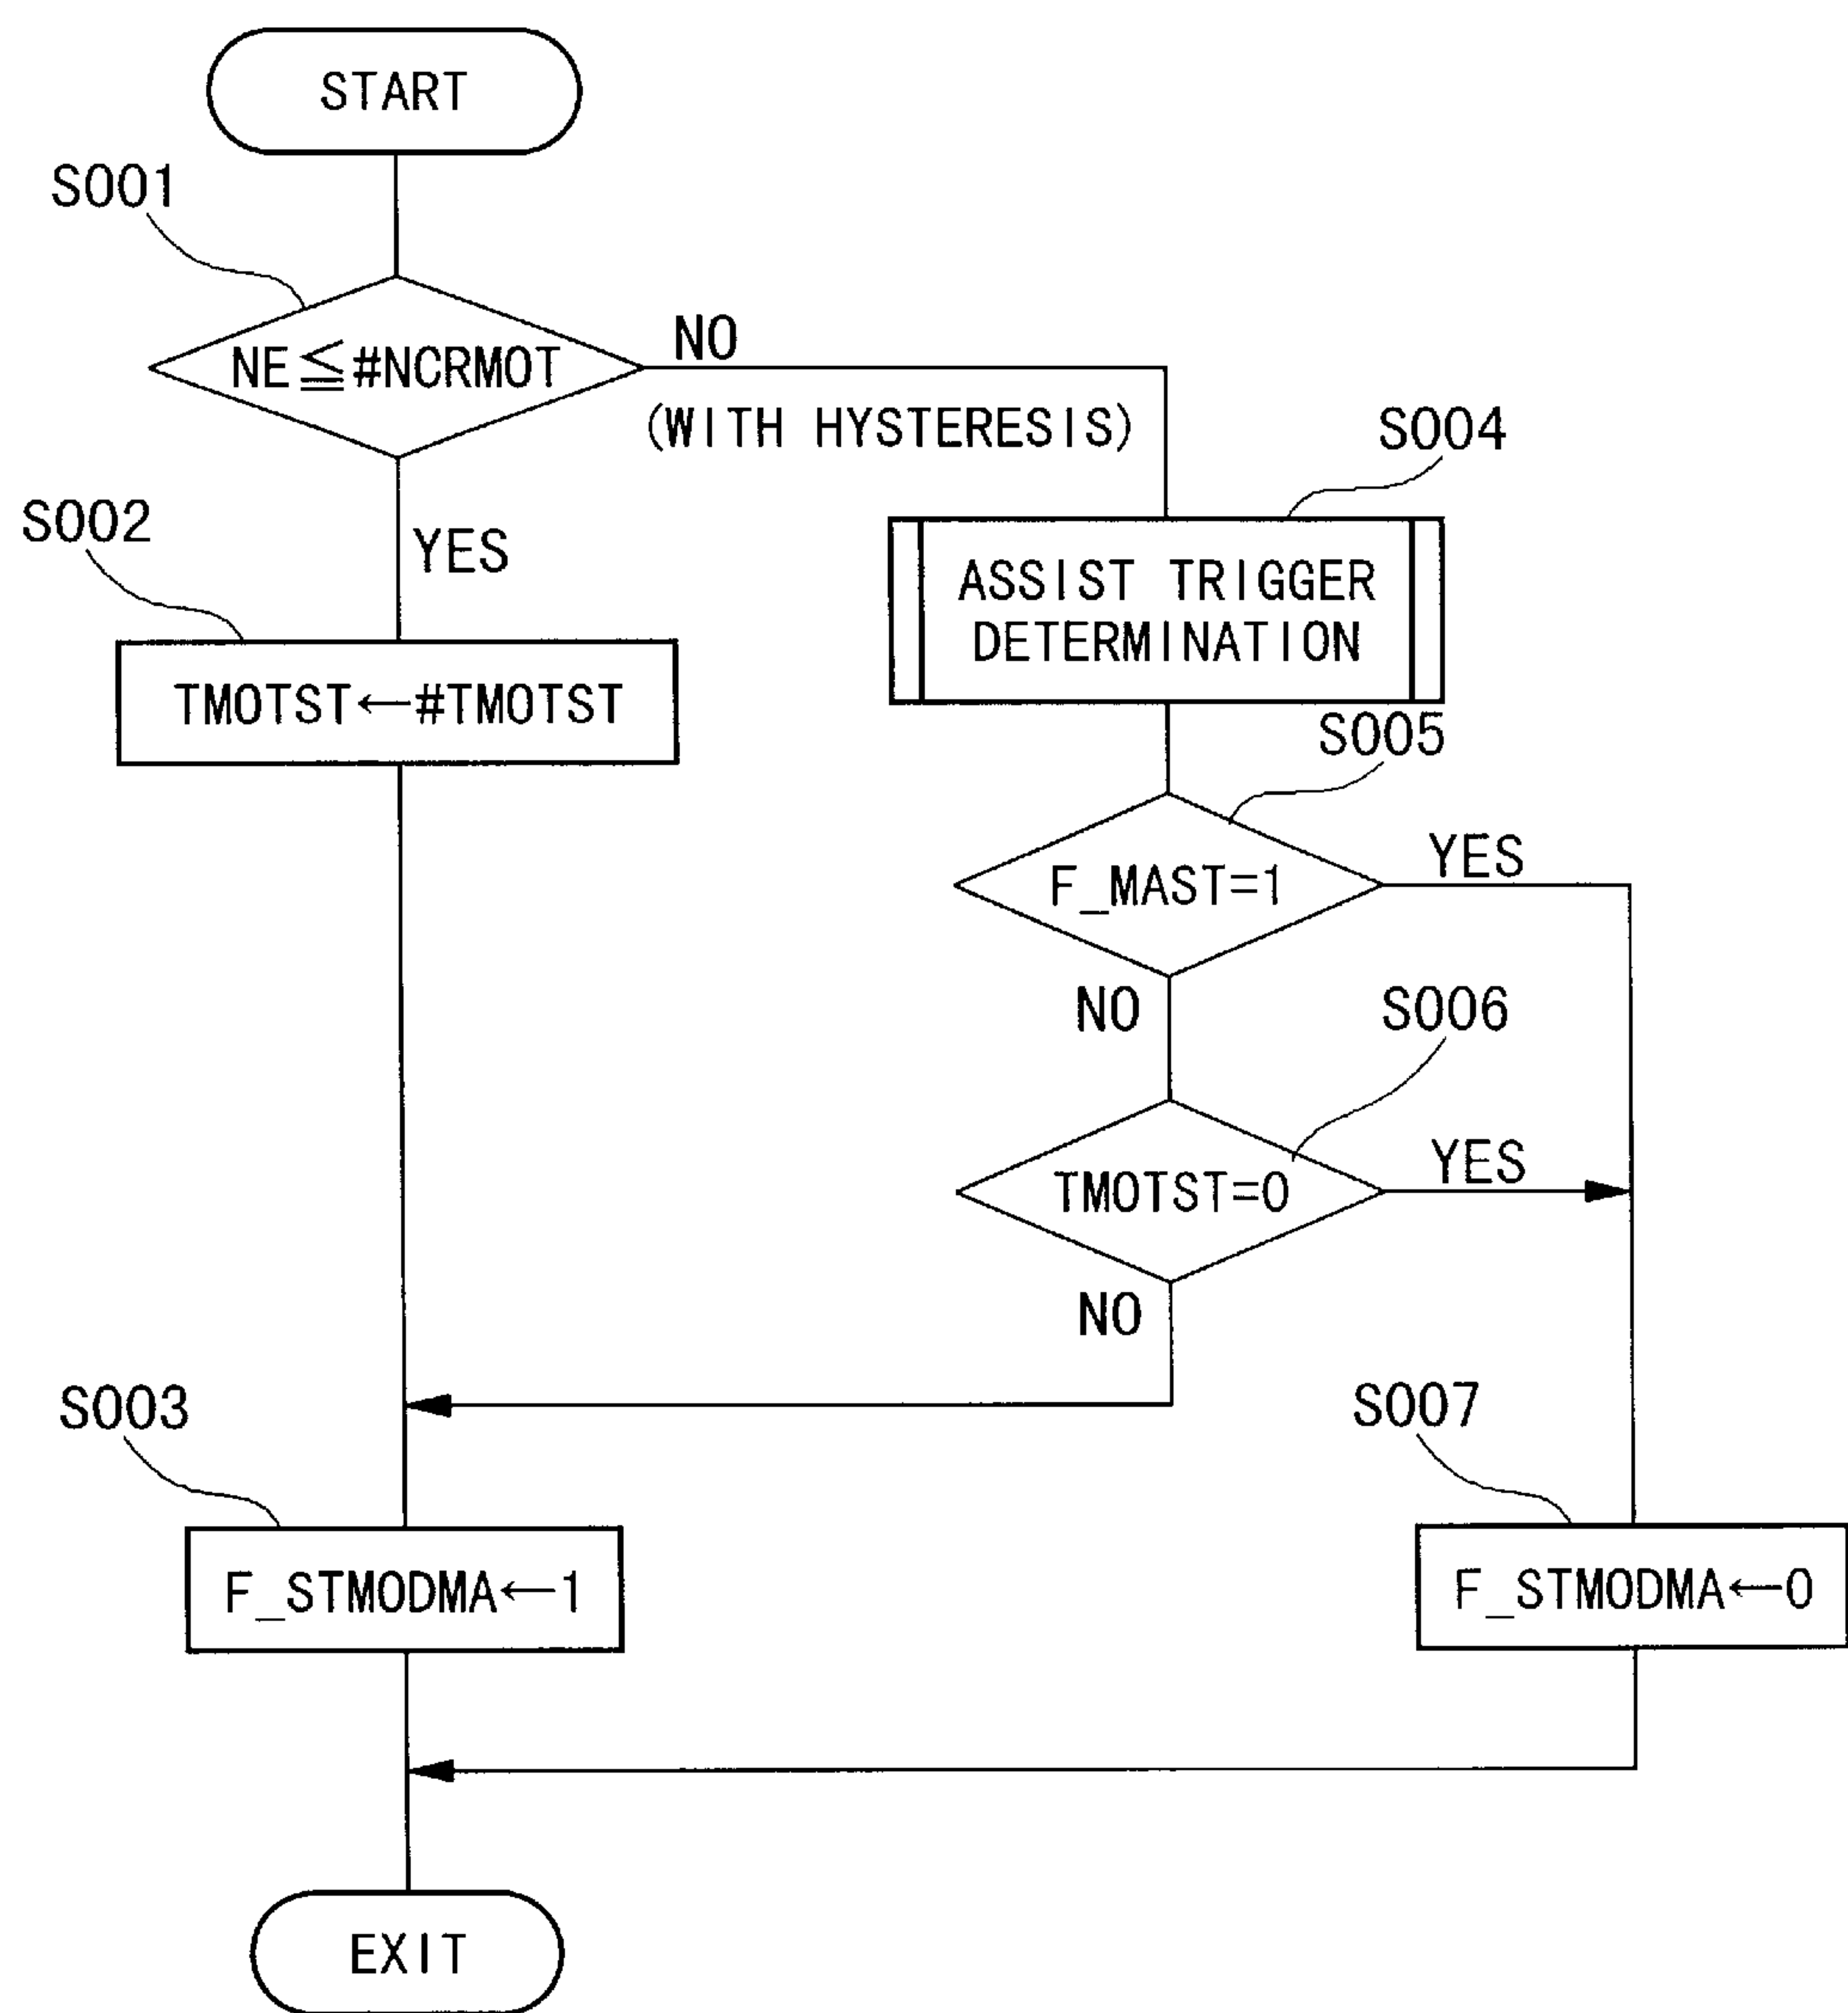 START
S001
NE≦#NCRMOT
NO
(WITH HYSTERESIS)
S004
S002
YES
ASSIST TRIGGER
DETERMINATION
TMOTST←#TMOTST
S005
F_MAST=1
YES
NO
S006
TMOTST=0
YES
NO
S003
S007
F_STMODMA←1
F_STMODMA←0
EXIT